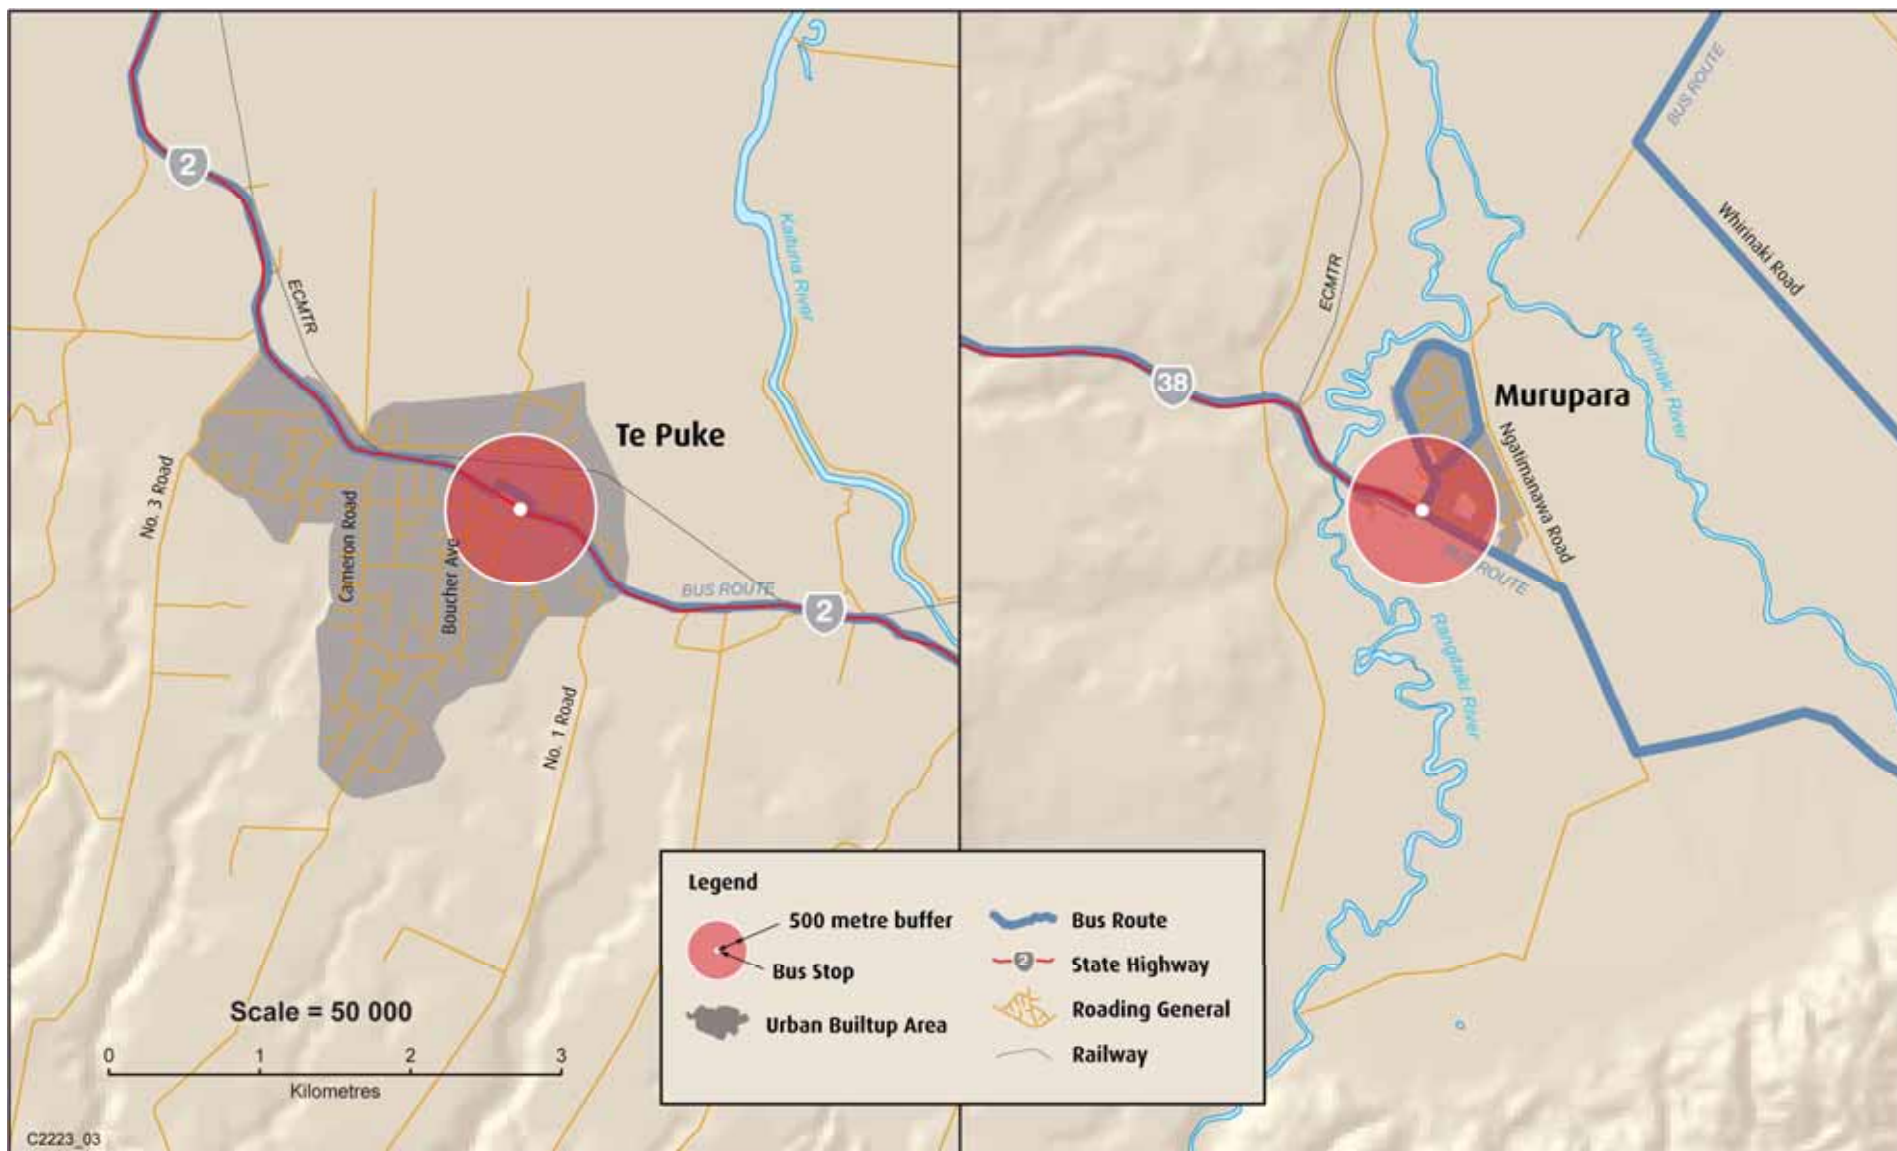 2
ECMTR
Kaituna River
Te Puke
No. 3 Road
Cameron Road
Boucher Ave
BUS ROUTE
2
No. 1 Road
BUS ROUTE
Whirinaki Road
ECMTR
38
Murupara
Whirinaki River
Ngatimanawa Road
BUS ROUTE
Rangitaiki River
Legend
500 metre buffer
Bus Stop
Urban Builtup Area
Bus Route
2
State Highway
Roading General
Railway
Scale = 50 000
0 1 2 3
Kilometres
C2223_03